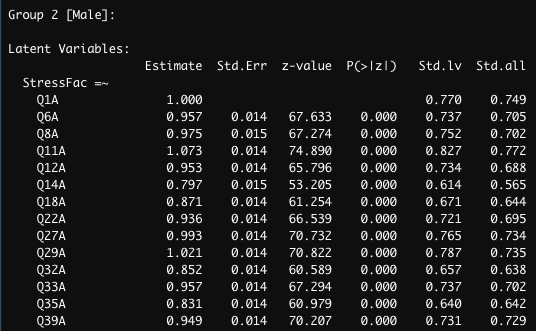 Group 2 [Male]:
Latent Variables:
Estimate Std.Err z-value P(>|z|) Std.lv Std.all
StressFac =~
Q1A 1.000 0.770 0.749
Q6A 0.957 0.014 67.633 0.000 0.737 0.705
Q8A 0.975 0.015 67.274 0.000 0.752 0.702
Q11A 1.073 0.014 74.890 0.000 0.827 0.772
Q12A 0.953 0.014 65.796 0.000 0.734 0.688
Q14A 0.797 0.015 53.205 0.000 0.614 0.565
Q18A 0.871 0.014 61.254 0.000 0.671 0.644
Q22A 0.936 0.014 66.539 0.000 0.721 0.695
Q27A 0.993 0.014 70.732 0.000 0.765 0.734
Q29A 1.021 0.014 70.822 0.000 0.787 0.735
Q32A 0.852 0.014 60.589 0.000 0.657 0.638
Q33A 0.957 0.014 67.294 0.000 0.737 0.702
Q35A 0.831 0.014 60.979 0.000 0.640 0.642
Q39A 0.949 0.014 70.207 0.000 0.731 0.729